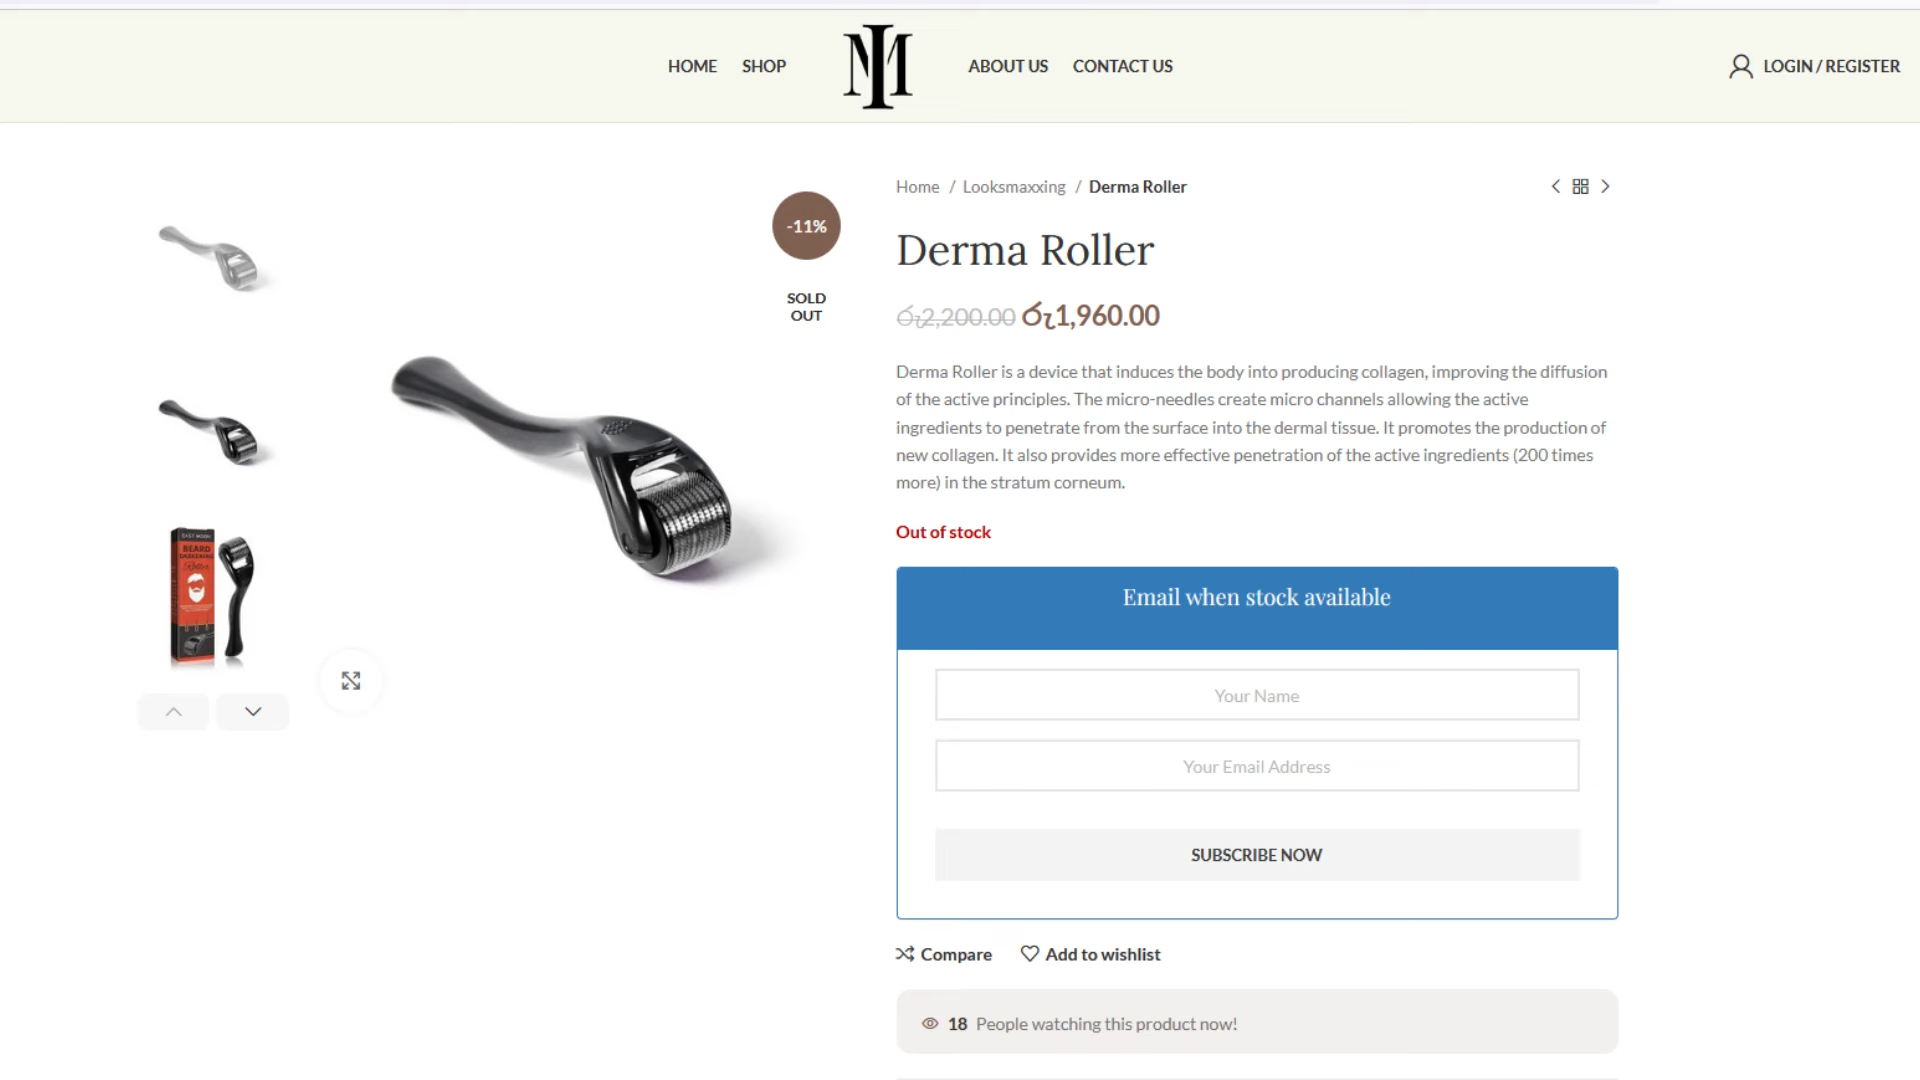 HOME SHOP ABOUT US CONTACT US LOGIN / REGISTER
Home / Looksmaxxing / Derma Roller
-11%
SOLD
OUT
Derma Roller
රු2,200.00 රු1,960.00
Derma Roller is a device that induces the body into producing collagen, improving the diffusion
of the active principles. The micro-needles create micro channels allowing the active
ingredients to penetrate from the surface into the dermal tissue. It promotes the production of
new collagen. It also provides more effective penetration of the active ingredients (200 times
more) in the stratum corneum.
Out of stock
BEARD
Email when stock available
Your Name
Your Email Address
SUBSCRIBE NOW
Compare Add to wishlist
18 People watching this product now!